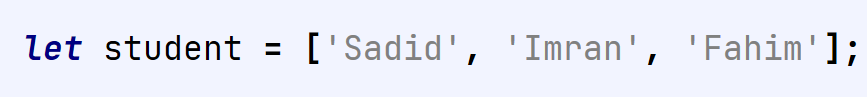 let student = ['Sadid', 'Imran', 'Fahim'];